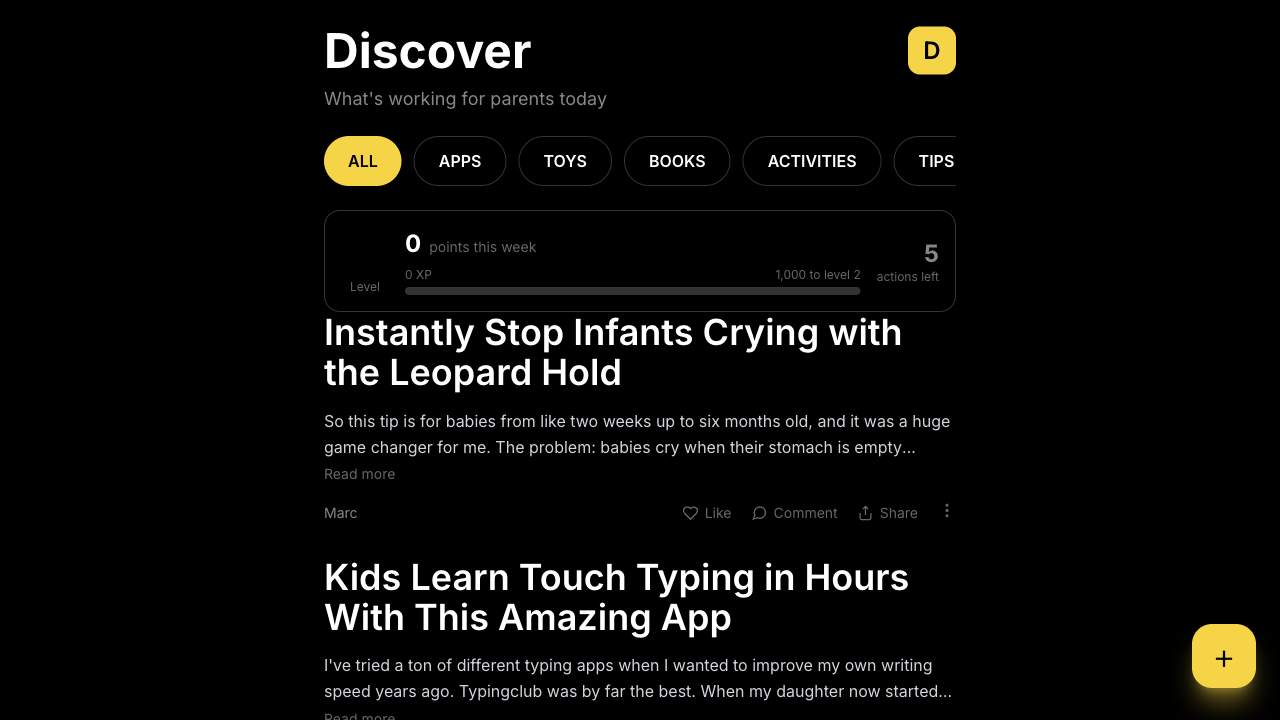 Discover
D
What's working for parents today
ALL
APPS
TOYS
BOOKS
ACTIVITIES
TIPS
0 points this week
5
0 XP
1,000 to level 2
actions left
Level
Instantly Stop Infants Crying with
the Leopard Hold
So this tip is for babies from like two weeks up to six months old, and it was a huge
game changer for me. The problem: babies cry when their stomach is empty...
Read more
Marc
Like
Comment
Share
Kids Learn Touch Typing in Hours
With This Amazing App
I've tried a ton of different typing apps when I wanted to improve my own writing
speed years ago. Typingclub was by far the best. When my daughter now started...
Read more
+